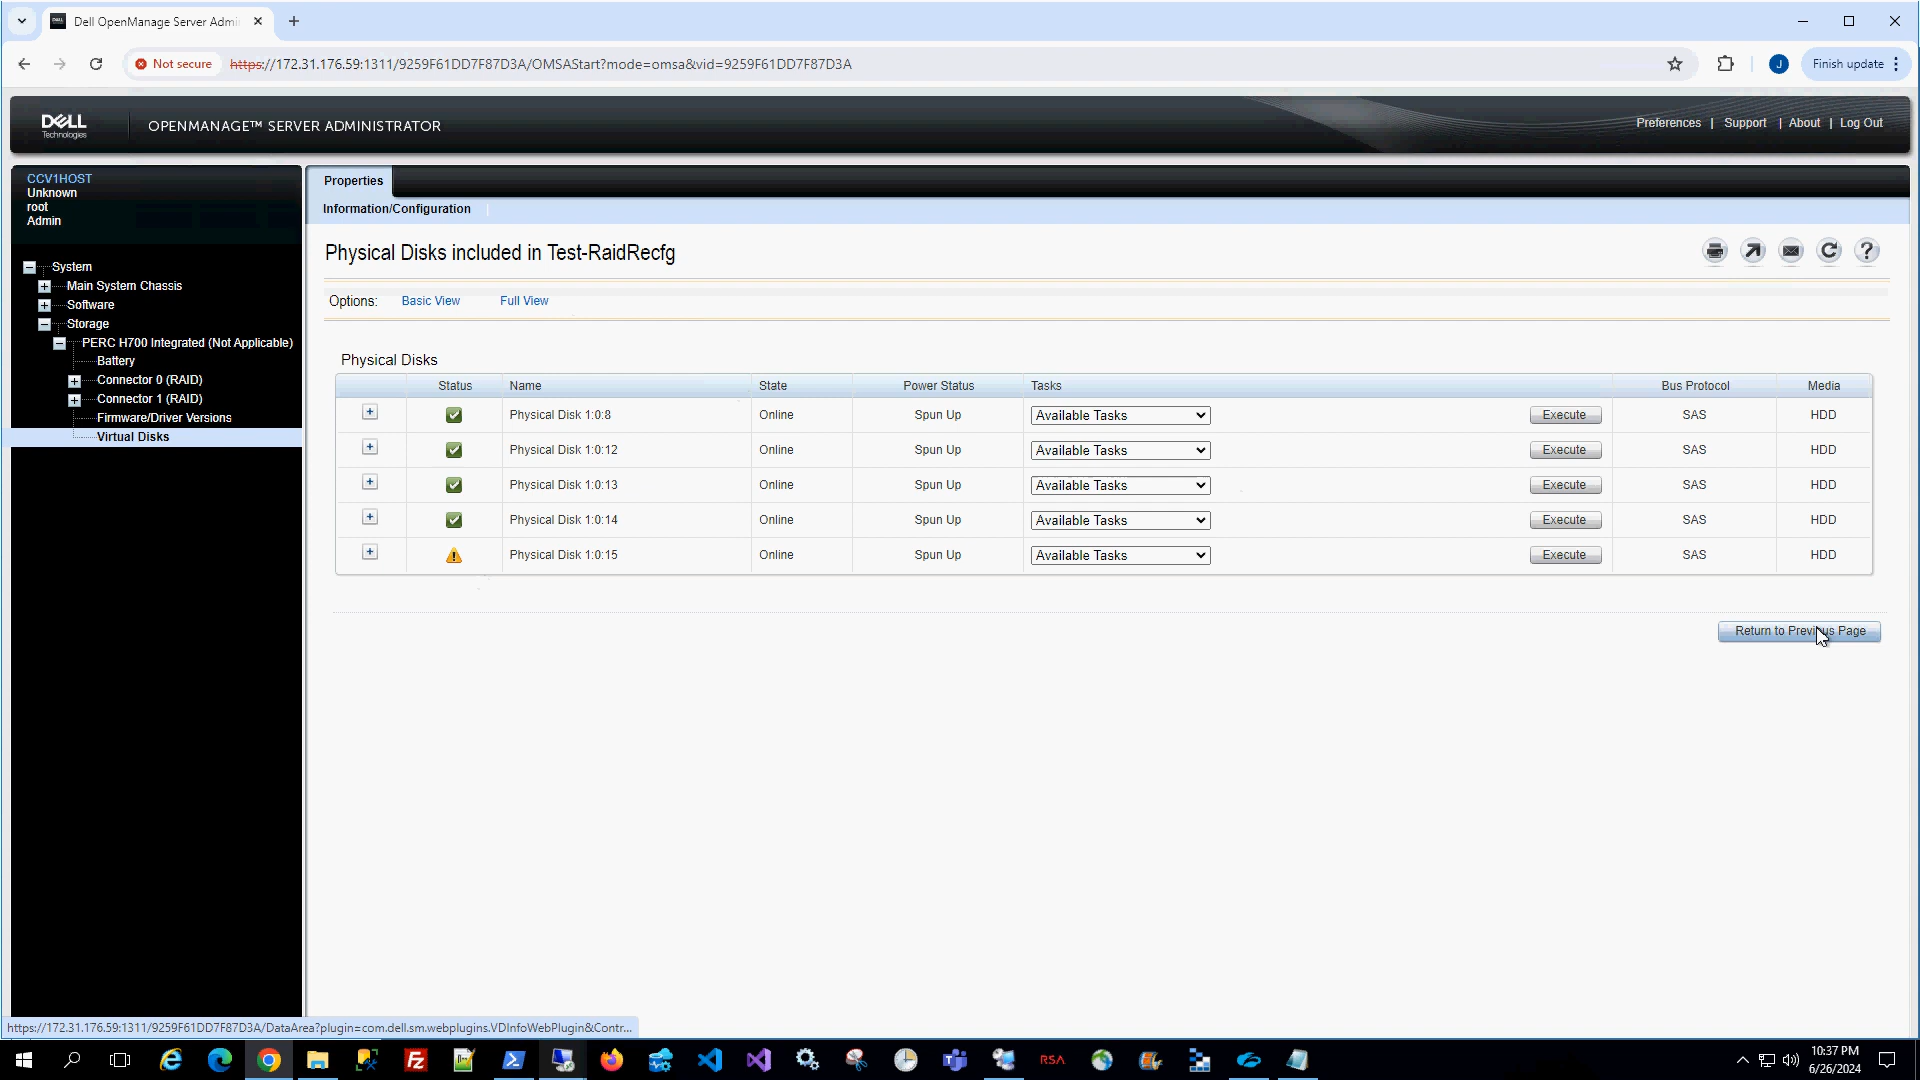 Dell OpenManage Server Admi
Not secure
https://172.31.176.59:1311/9259F61DD7F87D3A/OMSAStart?mode=omsa&vid=9259F61DD7F87D3A
J
Finish update
DELL
Technologies
OPENMANAGE™ SERVER ADMINISTRATOR
Preferences | Support | About | Log Out
CCV1HOST
Unknown
root
Admin
System
Main System Chassis
Software
Storage
PERC H700 Integrated (Not Applicable)
Battery
Connector 0 (RAID)
Connector 1 (RAID)
Firmware/Driver Versions
Virtual Disks
Properties
Information/Configuration
Physical Disks included in Test-RaidRecfg
Options: Basic View Full View
Physical Disks
Status Name State Power Status Tasks Bus Protocol Media
Physical Disk 1:0:8 Online Spun Up Available Tasks Execute SAS HDD
Physical Disk 1:0:12 Online Spun Up Available Tasks Execute SAS HDD
Physical Disk 1:0:13 Online Spun Up Available Tasks Execute SAS HDD
Physical Disk 1:0:14 Online Spun Up Available Tasks Execute SAS HDD
Physical Disk 1:0:15 Online Spun Up Available Tasks Execute SAS HDD
Return to Previous Page
https://172.31.176.59:1311/9259F61DD7F87D3A/DataArea?plugin=com.dell.sm.webplugins.VDInfoWebPlugin&Contr...
RSA
10:37 PM
6/26/2024